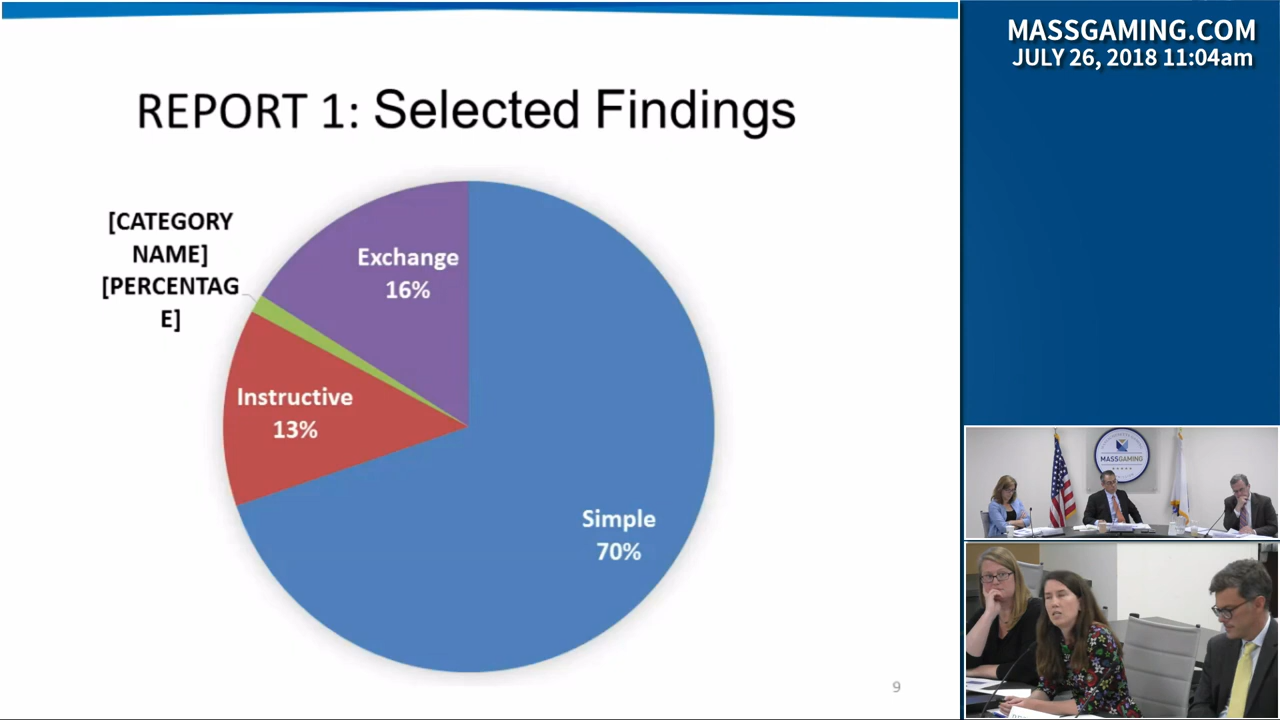 MASSGAMING.COM
JULY 26, 2018 11:04am
REPORT 1: Selected Findings
[CATEGORY
NAME]
[PERCENTAG
E]
Exchange
16%
Instructive
13%
Simple
70%
9
MASSGAMING